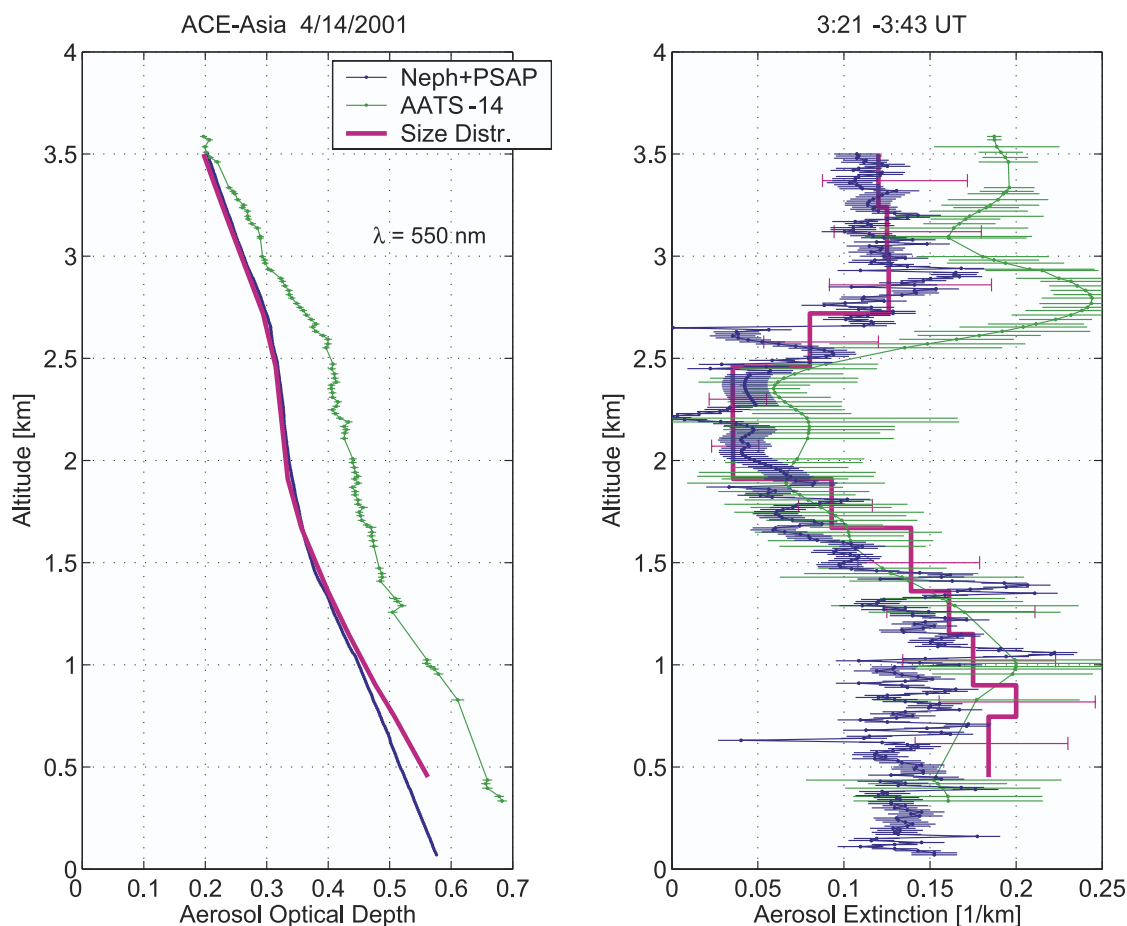 ACE-Asia 4/14/2001
4
3.5
3
2.5
2
1.5
1
0.5
0
Altitude [km]
Neph+PSAP
AATS-14
Size Distr.
λ = 550 nm
0 0.1 0.2 0.3 0.4 0.5 0.6 0.7
Aerosol Optical Depth
3:21 -3:43 UT
4
3.5
3
2.5
2
1.5
1
0.5
0
Altitude [km]
0 0.05 0.1 0.15 0.2 0.25
Aerosol Extinction [1/km]